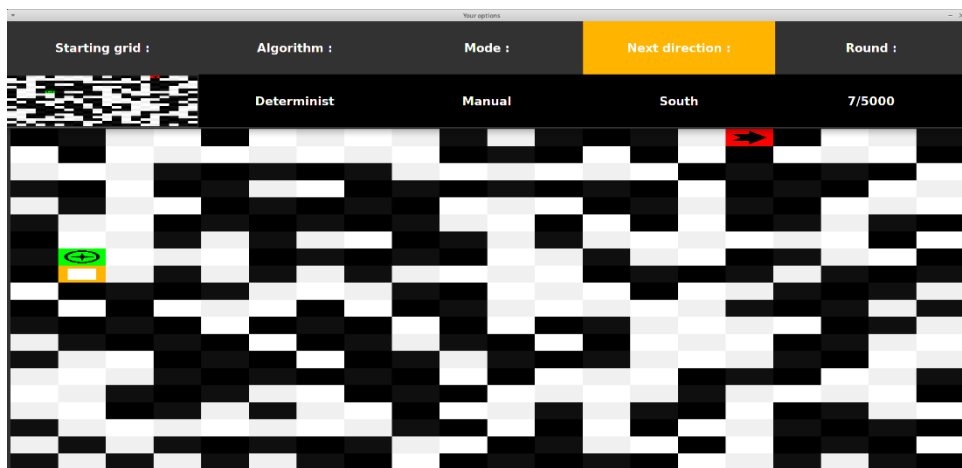 Your options
Starting grid : Algorithm : Mode : Next direction : Round :
Determinist Manual South 7/5000